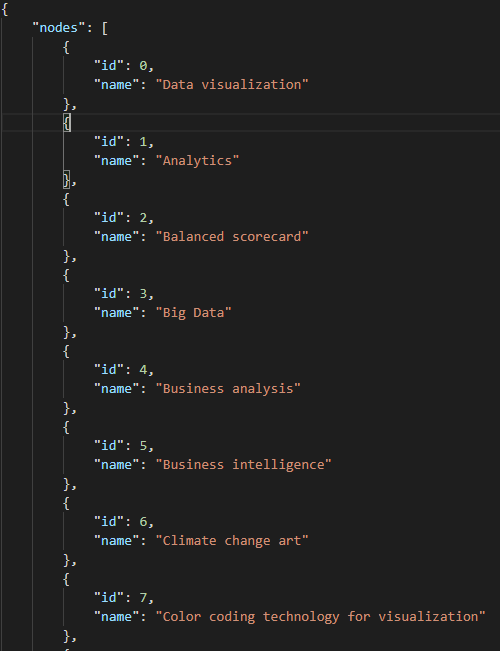 {
    "nodes": [
        {
            "id": 0,
            "name": "Data visualization"
        },
        {
            "id": 1,
            "name": "Analytics"
        },
        {
            "id": 2,
            "name": "Balanced scorecard"
        },
        {
            "id": 3,
            "name": "Big Data"
        },
        {
            "id": 4,
            "name": "Business analysis"
        },
        {
            "id": 5,
            "name": "Business intelligence"
        },
        {
            "id": 6,
            "name": "Climate change art"
        },
        {
            "id": 7,
            "name": "Color coding technology for visualization"
        },